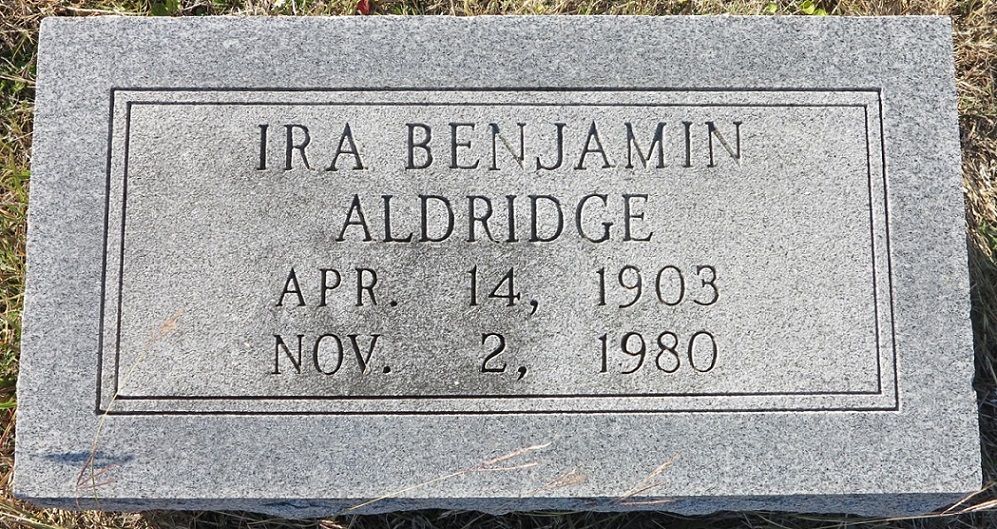 IRA BENJAMIN
ALDRIDGE
APR. 14, 1903
NOV. 2, 1980